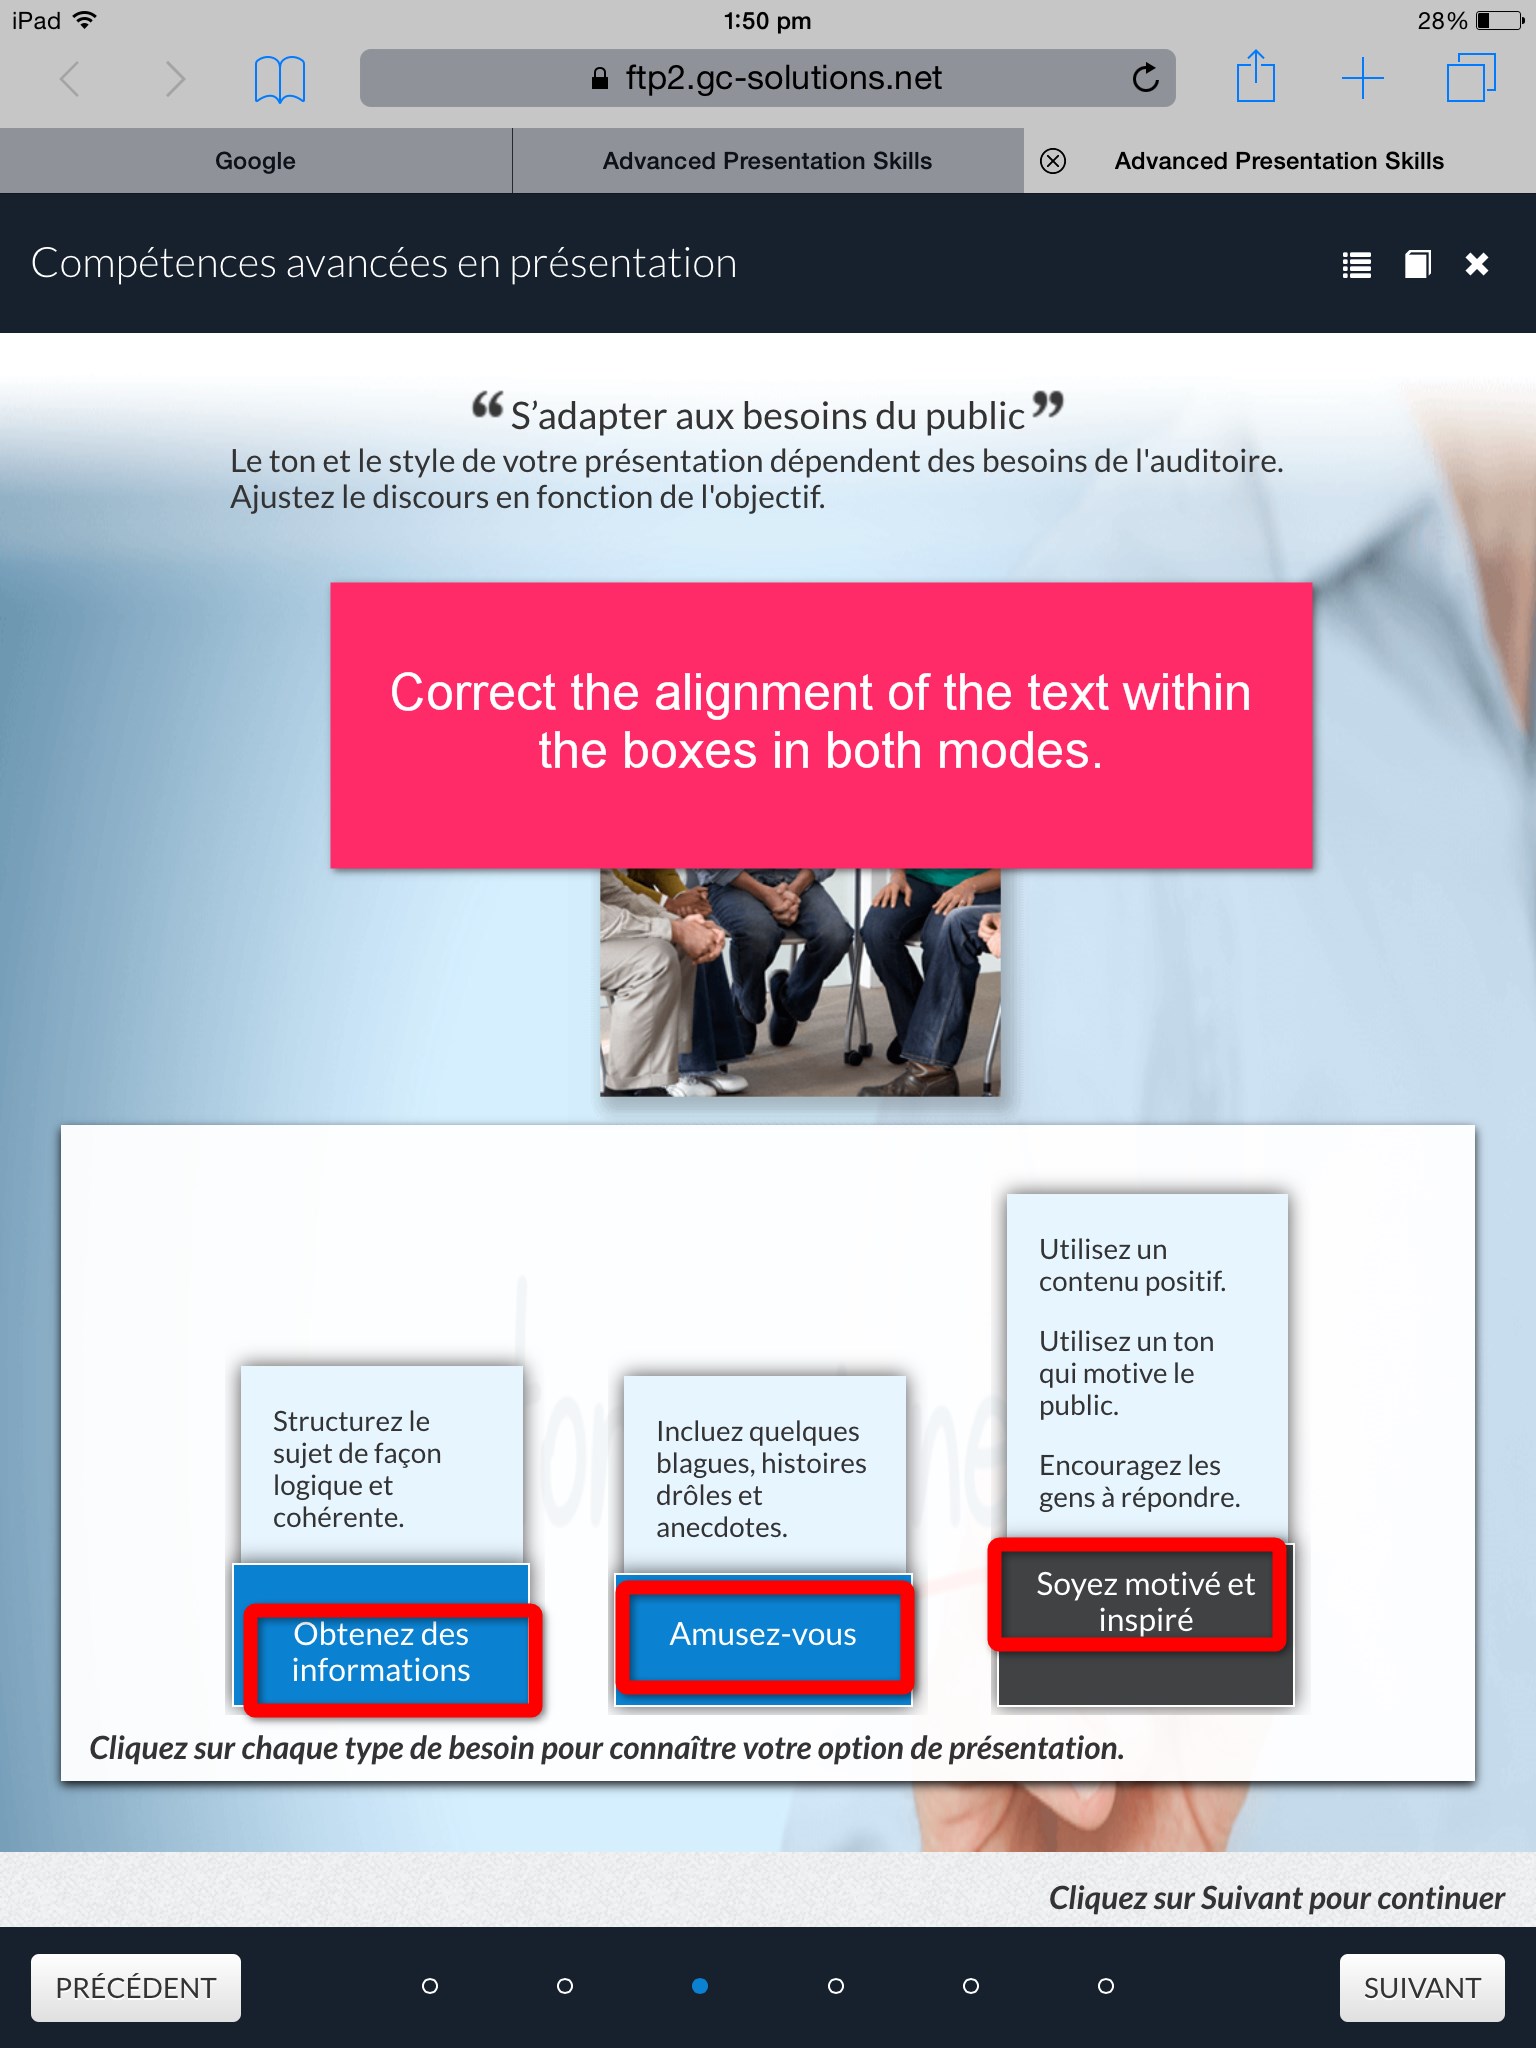 iPad
1:50 pm
28%
ftp2.gc-solutions.net
Google
Advanced Presentation Skills
Advanced Presentation Skills
Compétences avancées en présentation
“ S’adapter aux besoins du public ”
Le ton et le style de votre présentation dépendent des besoins de l'auditoire.
Ajustez le discours en fonction de l'objectif.
Correct the alignment of the text within
the boxes in both modes.
Structurez le
sujet de façon
logique et
cohérente.
Obtenez des
informations
Incluez quelques
blagues, histoires
drôles et
anecdotes.
Amusez-vous
Utilisez un
contenu positif.
Utilisez un ton
qui motive le
public.
Encouragez les
gens à répondre.
Soyez motivé et
inspiré
Cliquez sur chaque type de besoin pour connaître votre option de présentation.
Cliquez sur Suivant pour continuer
PRÉCÉDENT
SUIVANT